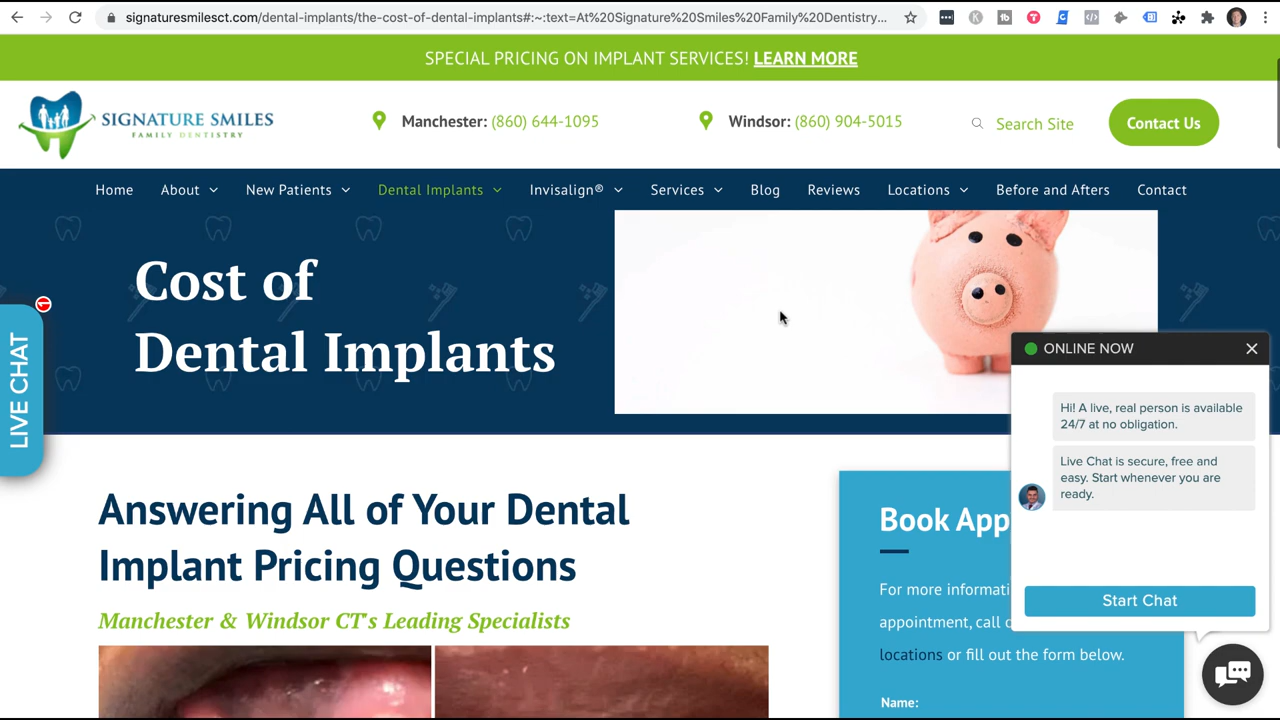 signaturesmilesct.com/dental-implants/the-cost-of-dental-implants#:~:text=At%20Signature%20Smiles%20Family%20Dentistry...
SPECIAL PRICING ON IMPLANT SERVICES! LEARN MORE
SIGNATURE SMILES
FAMILY DENTISTRY
Manchester: (860) 644-1095
Windsor: (860) 904-5015
Search Site
Contact Us
Home About New Patients Dental Implants Invisalign® Services Blog Reviews Locations Before and Afters Contact
Cost of
Dental Implants
LIVE CHAT
1
ONLINE NOW
Hi! A live, real person is available
24/7 at no obligation.
Live Chat is secure, free and
easy. Start whenever you are
ready.
Start Chat
Answering All of Your Dental
Implant Pricing Questions
Manchester & Windsor CT's Leading Specialists
Book App
For more informati
appointment, call
locations or fill out the form below.
Name: